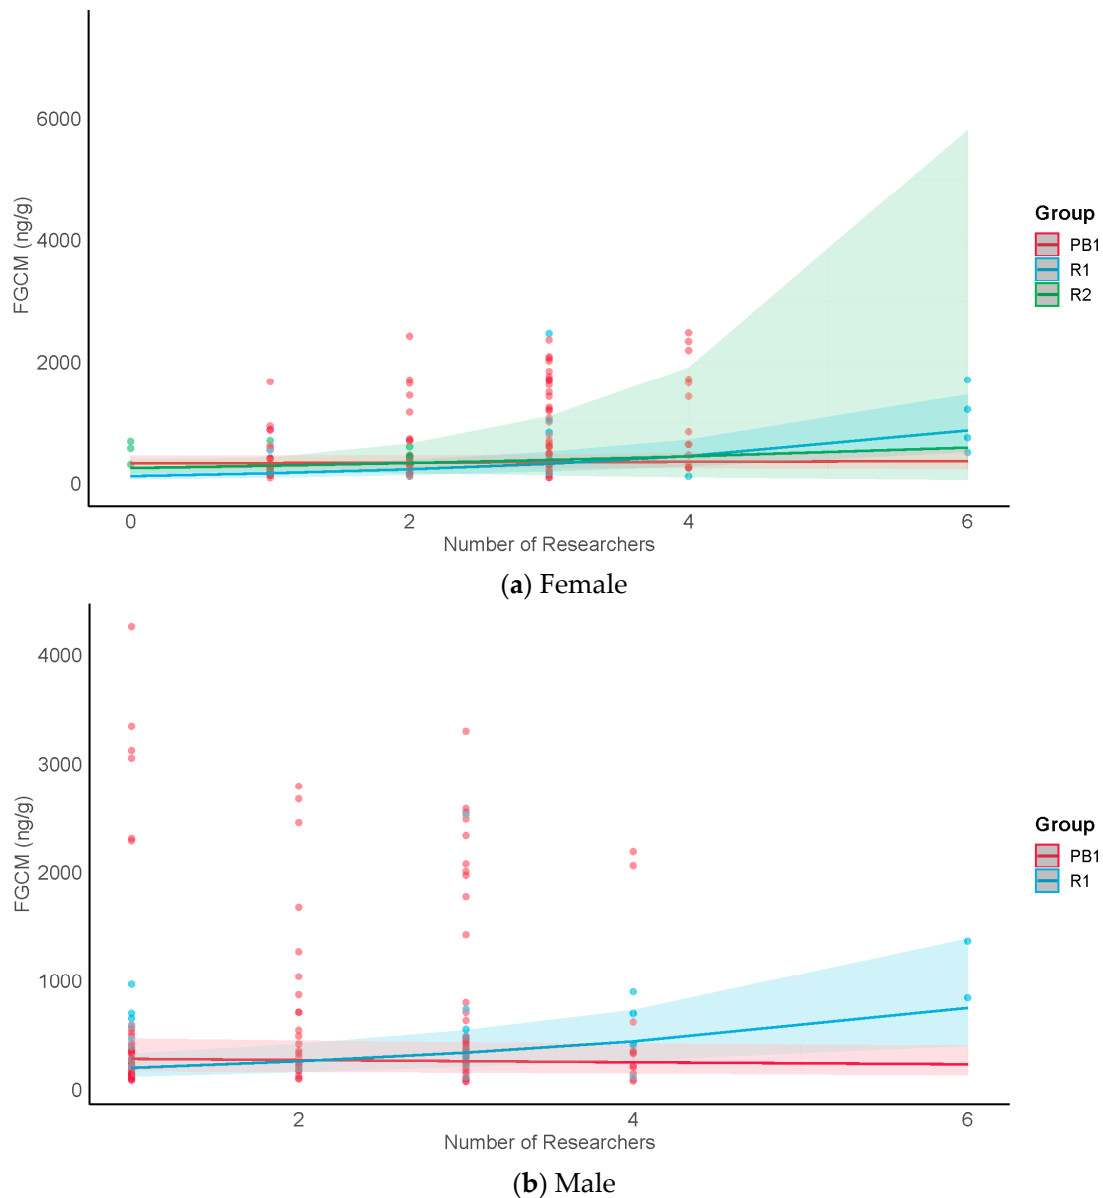 6000
4000
2000
0
FGCM (ng/g)
0 2 4 6
Number of Researchers
Group
PB1
R1
R2
(a) Female
4000
3000
2000
1000
0
FGCM (ng/g)
2 4 6
Number of Researchers
Group
PB1
R1
(b) Male